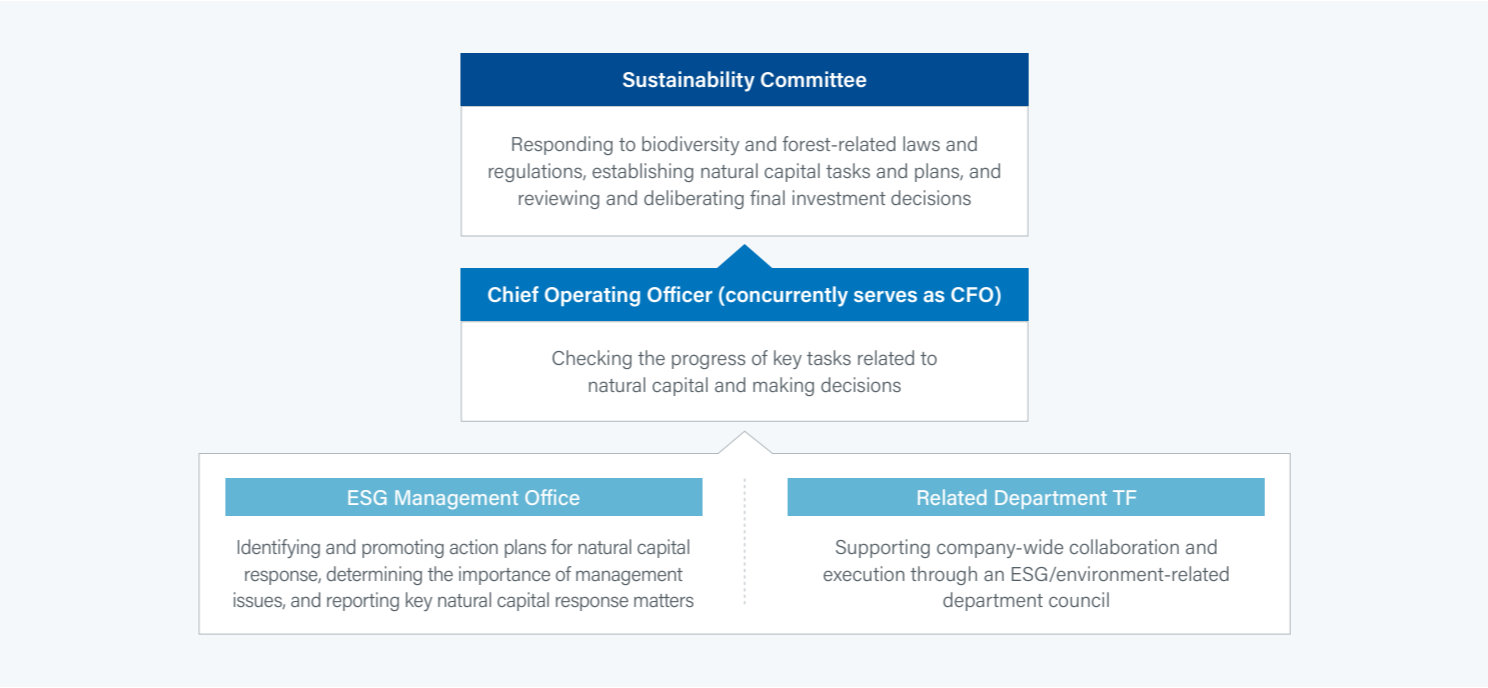 Sustainability Committee
Responding to biodiversity and forest-related laws and
regulations, establishing natural capital tasks and plans, and
reviewing and deliberating final investment decisions
Chief Operating Officer (concurrently serves as CFO)
Checking the progress of key tasks related to
natural capital and making decisions
ESG Management Office
Identifying and promoting action plans for natural capital
response, determining the importance of management
issues, and reporting key natural capital response matters
Related Department TF
Supporting company-wide collaboration and
execution through an ESG/environment-related
department council